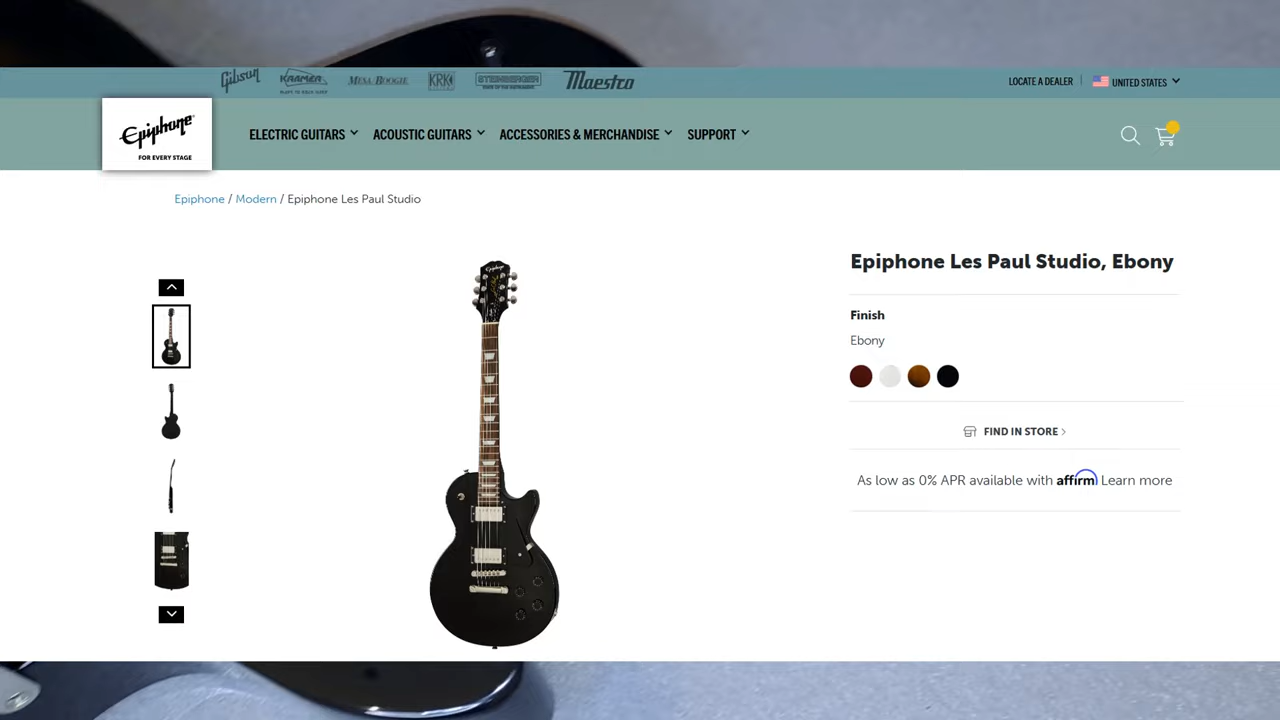 Gibson KRAMER MESA/BOOGIE KRK STEINBERGER Maestro
LOCATE A DEALER
UNITED STATES
Epiphone
FOR EVERY STAGE
ELECTRIC GUITARS ACOUSTIC GUITARS ACCESSORIES & MERCHANDISE SUPPORT
Epiphone / Modern / Epiphone Les Paul Studio
Epiphone
Epiphone Les Paul Studio, Ebony
Finish
Ebony
FIND IN STORE
As low as 0% APR available with affirm Learn more